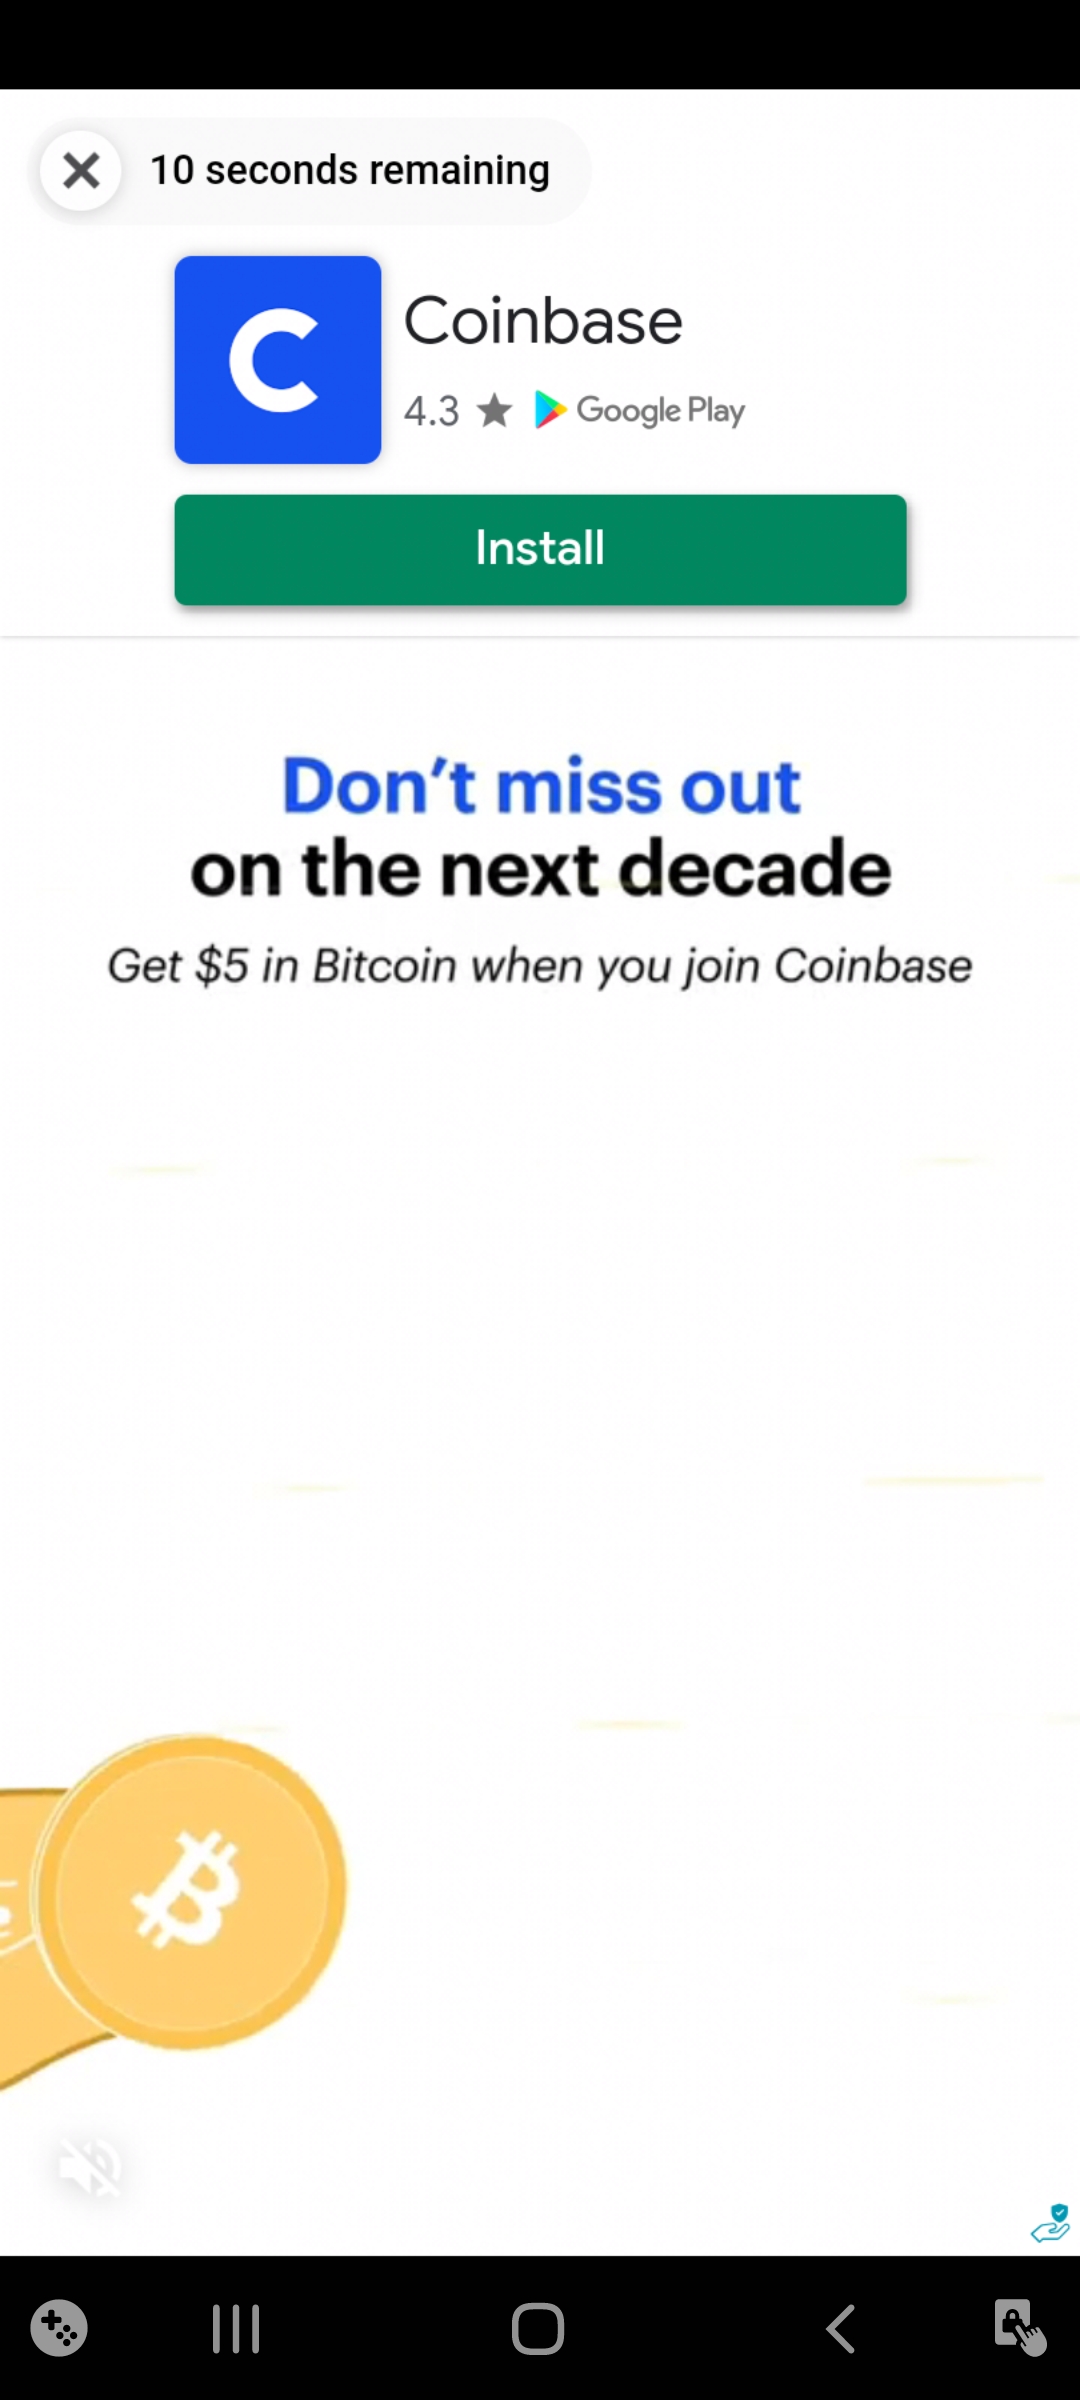 10 seconds remaining
Coinbase
4.3 ★ Google Play
Install
Don't miss out
on the next decade
Get $5 in Bitcoin when you join Coinbase